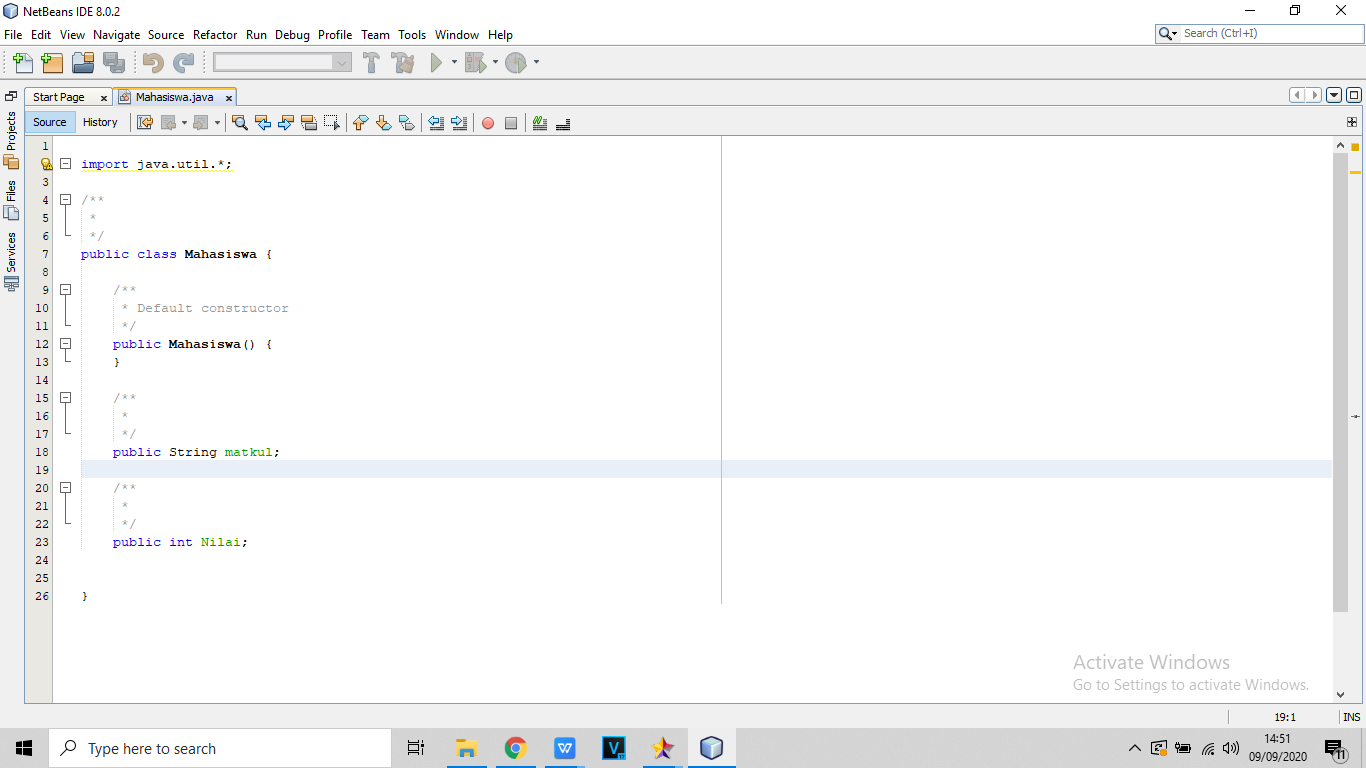 NetBeans IDE 8.0.2
File Edit View Navigate Source Refactor Run Debug Profile Team Tools Window Help
Search (Ctrl+I)
Start Page x Mahasiswa.java x
Projects
Files
Services
Source History
1
import java.util.*;
3
4 /**
5 *
6 */
7 public class Mahasiswa {
8
9 /**
10 * Default constructor
11 */
12 public Mahasiswa() {
13 }
14
15 /**
16 *
17 */
18 public String matkul;
19
20 /**
21 *
22 */
23 public int Nilai;
24
25
26 }
Activate Windows
Go to Settings to activate Windows.
19:1 INS
Type here to search
14:51
09/09/2020
11